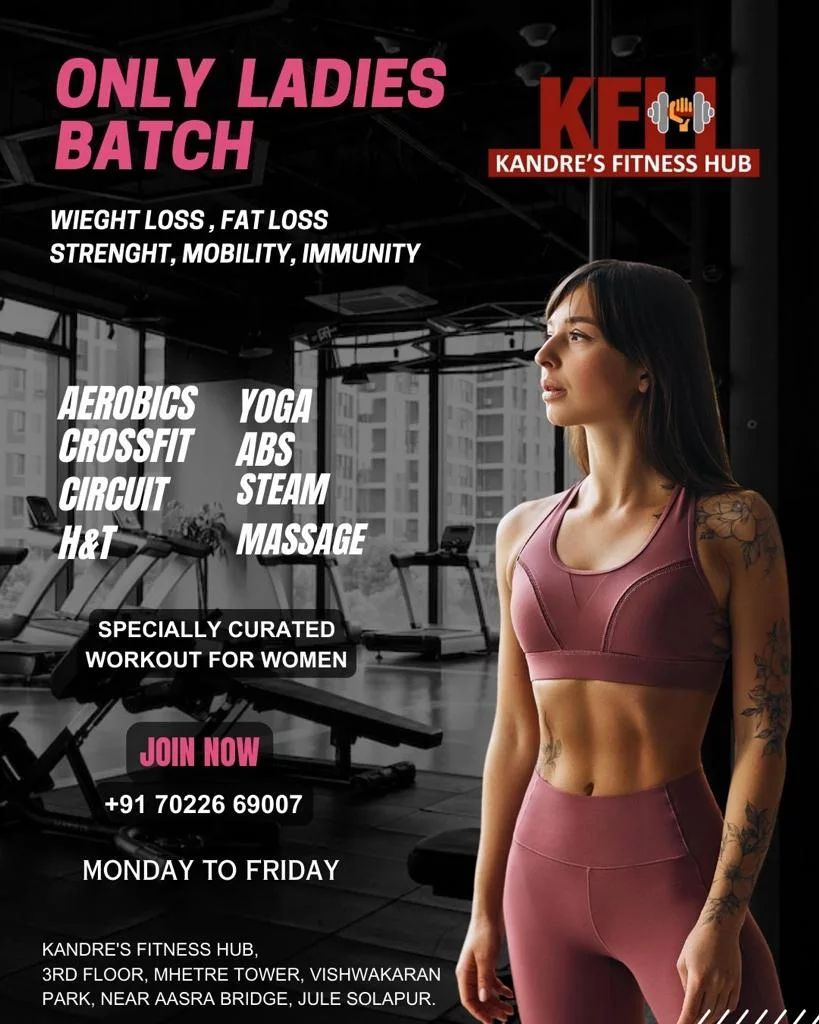 ONLY LADIES
BATCH
KFH
KANDRE'S FITNESS HUB
WIEGHT LOSS , FAT LOSS
STRENGHT, MOBILITY, IMMUNITY
AEROBICS
CROSSFIT
CIRCUIT
H&T
YOGA
ABS
STEAM
MASSAGE
SPECIALLY CURATED
WORKOUT FOR WOMEN
JOIN NOW
+91 70226 69007
MONDAY TO FRIDAY
KANDRE'S FITNESS HUB,
3RD FLOOR, MHETRE TOWER, VISHWAKARAN
PARK, NEAR AASRA BRIDGE, JULE SOLAPUR.